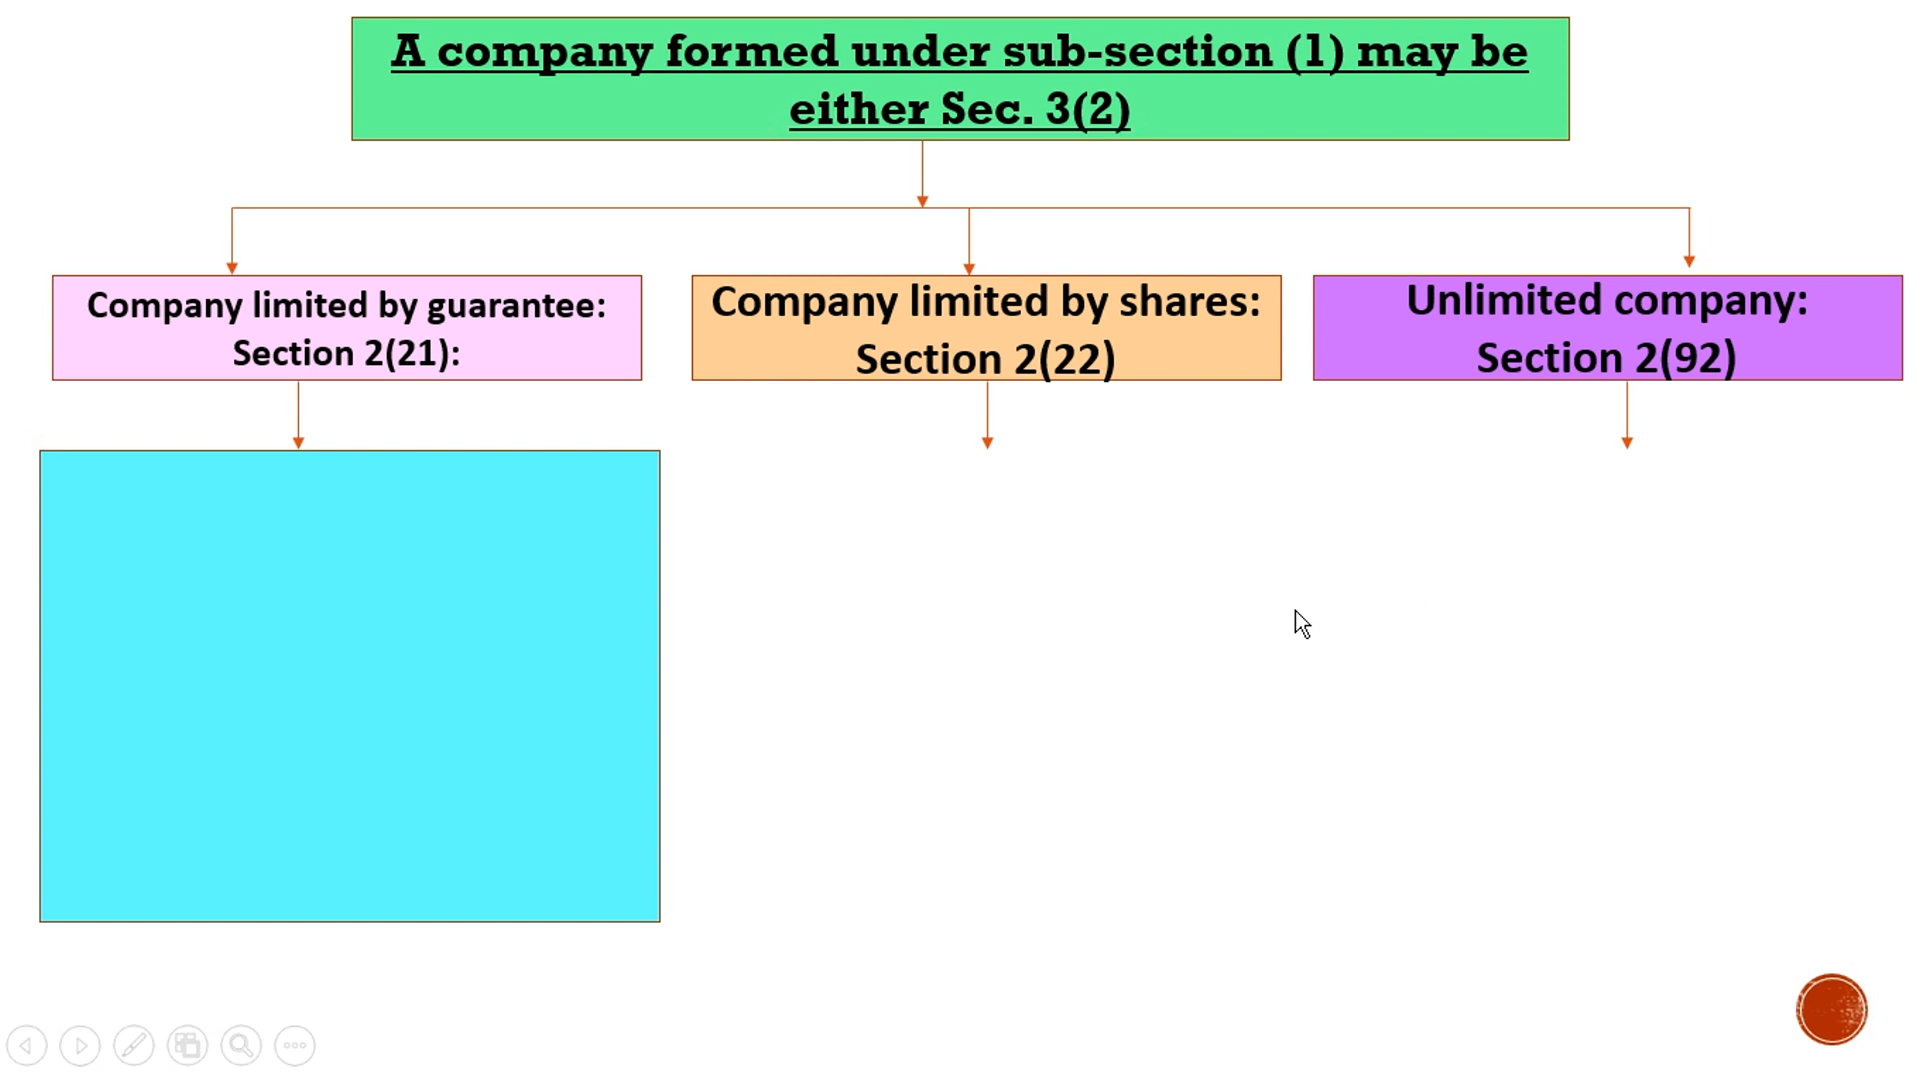 A company formed under sub-section (1) may be
either Sec. 3(2)
Company limited by guarantee:
Section 2(21):
Company limited by shares:
Section 2(22)
Unlimited company:
Section 2(92)